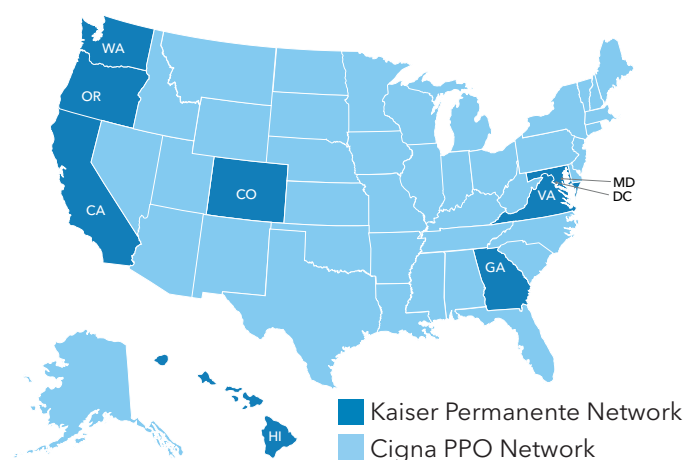 WA
OR
CA
CO
MD
DC
VA
GA
HI
Kaiser Permanente Network
Cigna PPO Network